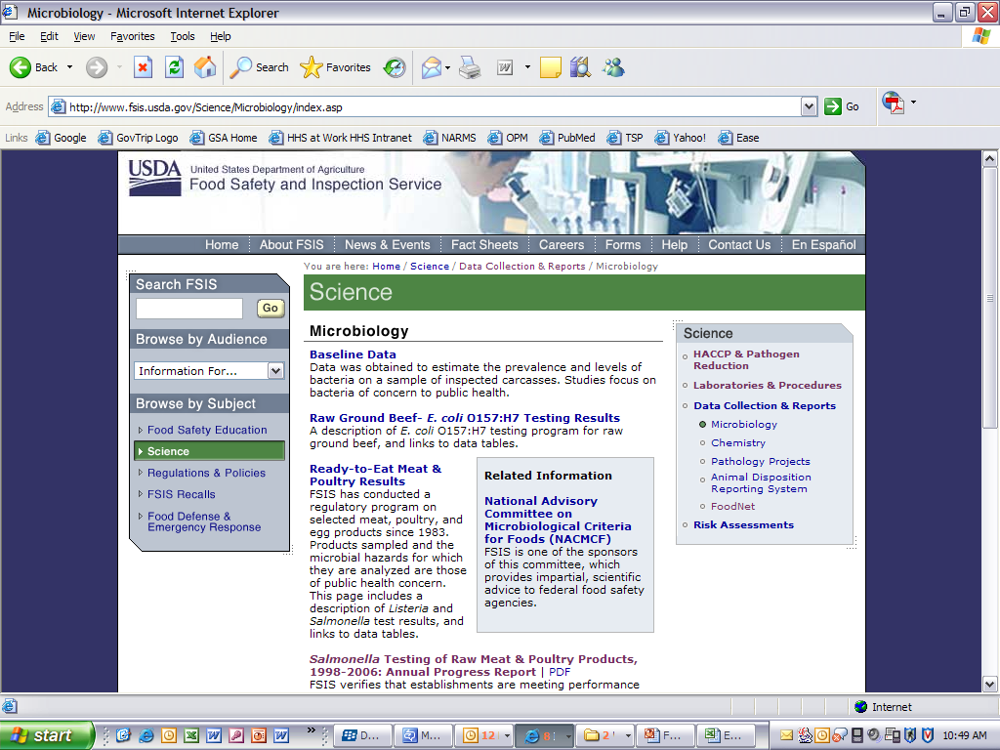 Microbiology - Microsoft Internet Explorer
File Edit View Favorites Tools Help
Back Search Favorites
Address http://www.fsis.usda.gov/Science/Microbiology/index.asp Go
Links Google GovTrip Logo GSA Home HHS at Work HHS Intranet NARMS OPM PubMed TSP Yahoo! Ease
USDA
United States Department of Agriculture
Food Safety and Inspection Service
Home About FSIS News & Events Fact Sheets Careers Forms Help Contact Us En Español
You are here: Home / Science / Data Collection & Reports / Microbiology
Search FSIS
Go
Browse by Audience
Information For...
Browse by Subject
Food Safety Education
Science
Regulations & Policies
FSIS Recalls
Food Defense &
Emergency Response
Science
Microbiology
Baseline Data
Data was obtained to estimate the prevalence and levels of
bacteria on a sample of inspected carcasses. Studies focus on
bacteria of concern to public health.
Raw Ground Beef- E. coli O157:H7 Testing Results
A description of E. coli O157:H7 testing program for raw
ground beef, and links to data tables.
Ready-to-Eat Meat &
Poultry Results
FSIS has conducted a
regulatory program on
selected meat, poultry, and
egg products since 1983.
Products sampled and the
microbial hazards for which
they are analyzed are those
of public health concern.
This page includes a
description of Listeria and
Salmonella test results, and
links to data tables.
Related Information
National Advisory
Committee on
Microbiological Criteria
for Foods (NACMCF)
FSIS is one of the sponsors
of this committee, which
provides impartial, scientific
advice to federal food safety
agencies.
Salmonella Testing of Raw Meat & Poultry Products,
1998-2006: Annual Progress Report | PDF
FSIS verifies that establishments are meeting performance
Science
HACCP & Pathogen
Reduction
Laboratories & Procedures
Data Collection & Reports
Microbiology
Chemistry
Pathology Projects
Animal Disposition
Reporting System
FoodNet
Risk Assessments
Internet
start » D... M... 12 8 2 F... E... 10:49 AM